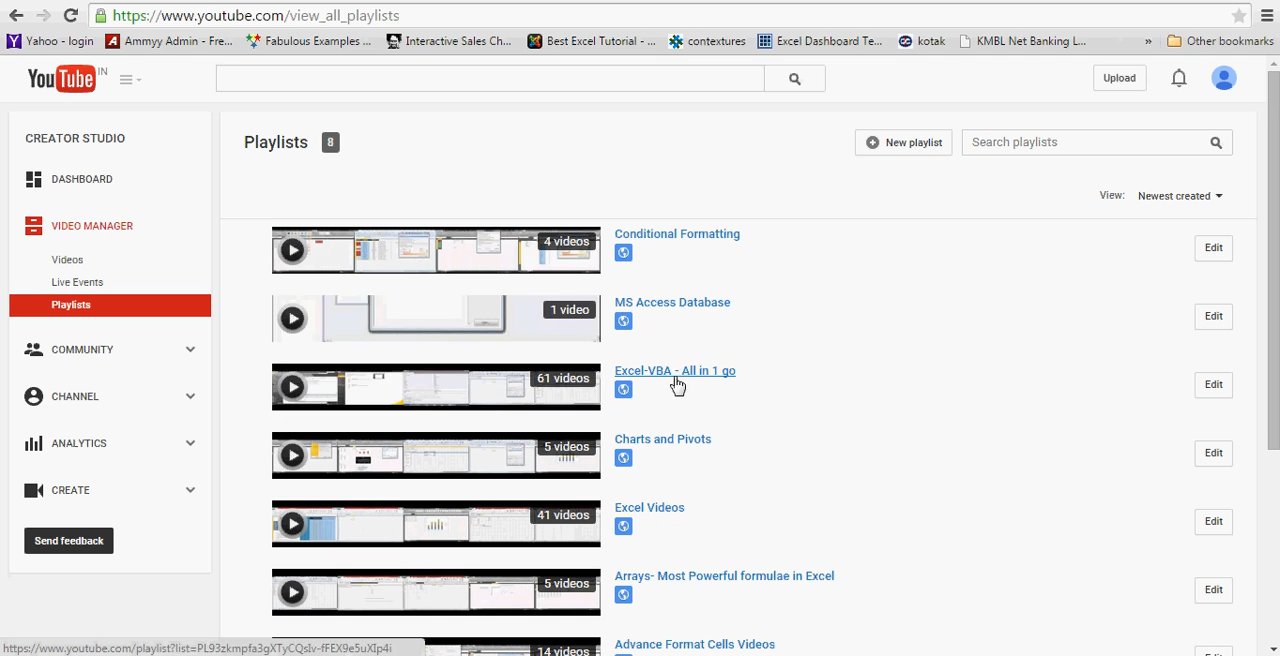 https://www.youtube.com/view_all_playlists
Yahoo - login
Ammyy Admin - Fre...
Fabulous Examples ...
Interactive Sales Ch...
Best Excel Tutorial - ...
contextures
Excel Dashboard Te...
kotak
KMBL Net Banking L...
»
Other bookmarks
YouTube IN
Upload
CREATOR STUDIO
DASHBOARD
VIDEO MANAGER
Videos
Live Events
Playlists
COMMUNITY
CHANNEL
ANALYTICS
CREATE
Send feedback
Playlists 8
New playlist
Search playlists
View: Newest created
4 videos
Conditional Formatting
Edit
1 video
MS Access Database
Edit
61 videos
Excel-VBA - All in 1 go
Edit
5 videos
Charts and Pivots
Edit
41 videos
Excel Videos
Edit
5 videos
Arrays- Most Powerful formulae in Excel
Edit
14 videos
Advance Format Cells Videos
Edit
https://www.youtube.com/playlist?list=PL93zkmpfa3gXTyCQsIv-fFEX9e5uXIp4i